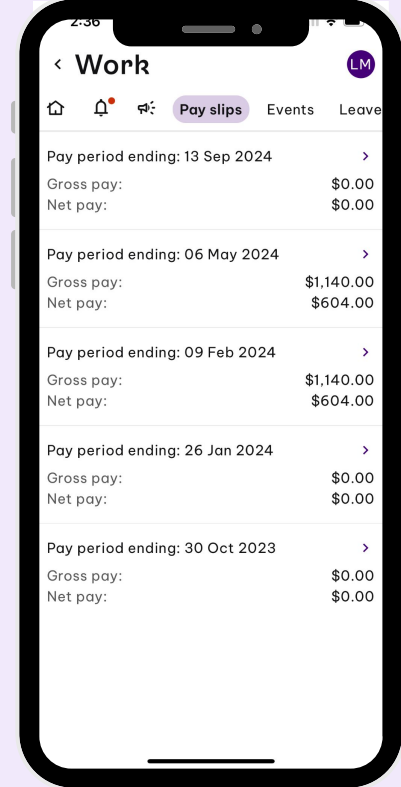 2:36
Work
LM
Pay slips Events Leave
Pay period ending: 13 Sep 2024
Gross pay: $0.00
Net pay: $0.00
Pay period ending: 06 May 2024
Gross pay: $1,140.00
Net pay: $604.00
Pay period ending: 09 Feb 2024
Gross pay: $1,140.00
Net pay: $604.00
Pay period ending: 26 Jan 2024
Gross pay: $0.00
Net pay: $0.00
Pay period ending: 30 Oct 2023
Gross pay: $0.00
Net pay: $0.00